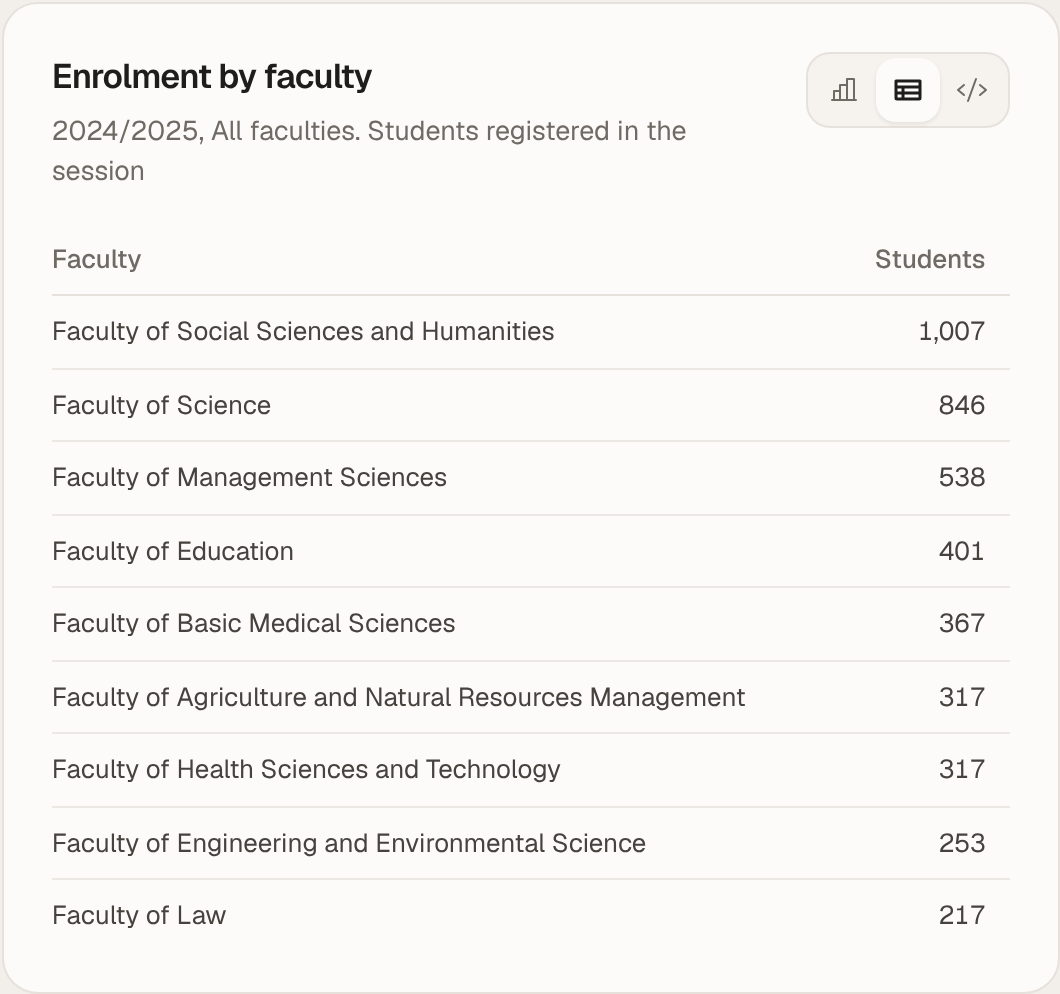 Enrolment by faculty
2024/2025, All faculties. Students registered in the
session
Faculty Students
Faculty of Social Sciences and Humanities 1,007
Faculty of Science 846
Faculty of Management Sciences 538
Faculty of Education 401
Faculty of Basic Medical Sciences 367
Faculty of Agriculture and Natural Resources Management 317
Faculty of Health Sciences and Technology 317
Faculty of Engineering and Environmental Science 253
Faculty of Law 217